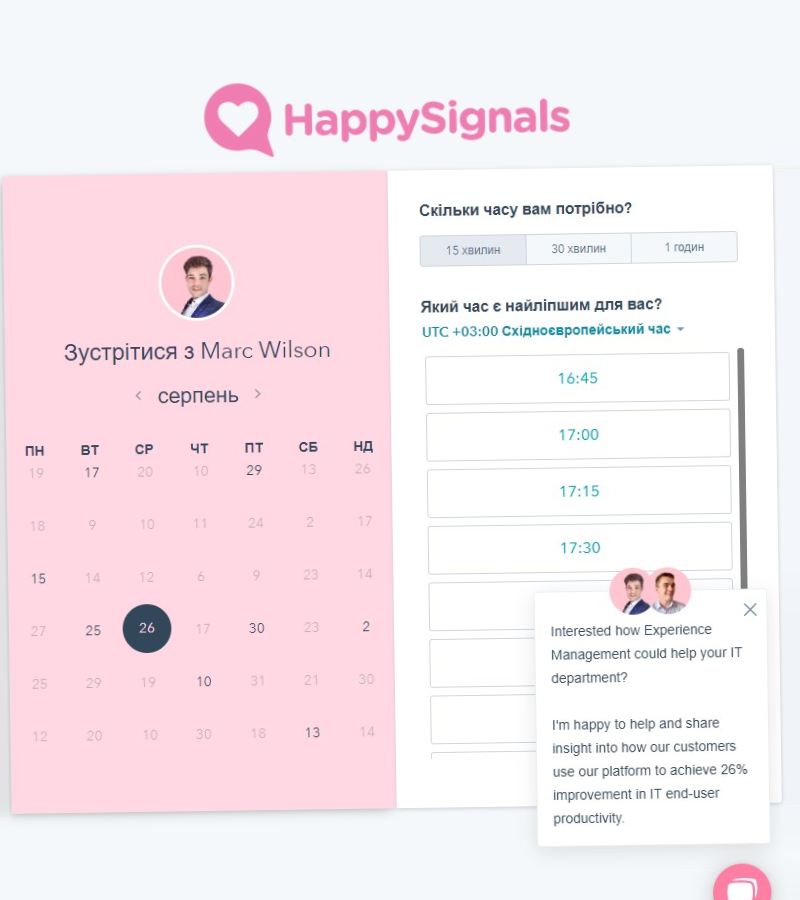 HappySignals
Зустрітися з Marc Wilson
серпень
ПН ВТ СР ЧТ ПТ СБ НД
19 17 20 10 29 13 26
18 9 10 11 24 2 17
15 14 12 6 9 23 14
27 25 26 17 30 23 2
25 29 19 10 31 21 30
12 20 10 30 18 13 14
Скільки часу вам потрібно?
15 хвилин 30 хвилин 1 годин
Який час є найліпшим для вас?
UTC +03:00 Східноєвропейський час
16:45
17:00
17:15
17:30
Interested how Experience
Management could help your IT
department?
I'm happy to help and share
insight into how our customers
use our platform to achieve 26%
improvement in IT end-user
productivity.